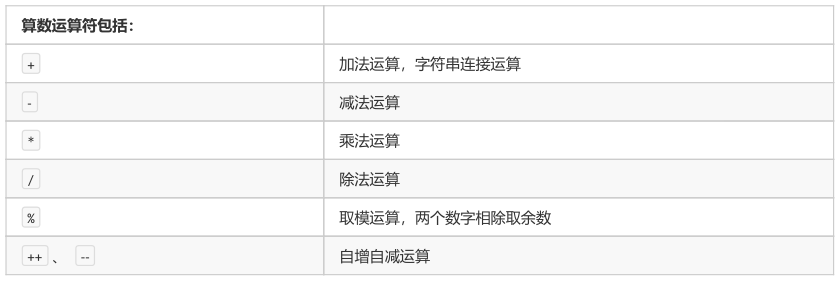 算数运算符包括：
+ 加法运算，字符串连接运算
- 减法运算
* 乘法运算
/ 除法运算
% 取模运算，两个数字相除取余数
++ 、 -- 自增自减运算